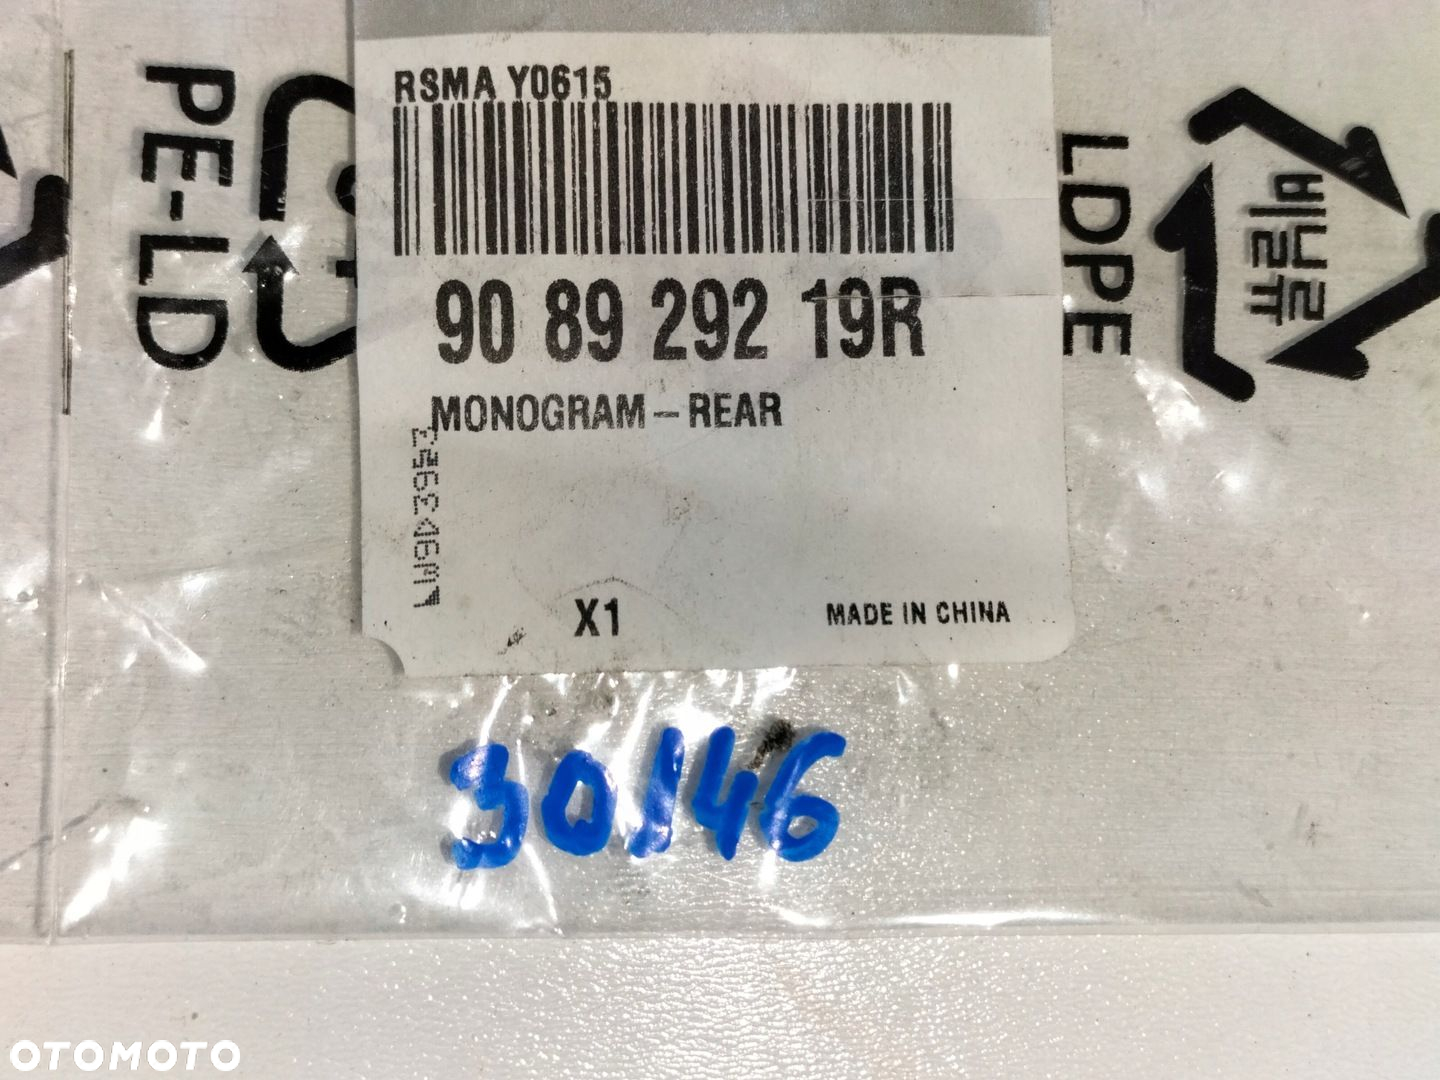 RSMA Y0615
90 89 292 19R
MONOGRAM-REAR
X1
MADE IN CHINA
PE-LD
LDPE
비닐류
30146
OTOMOTO